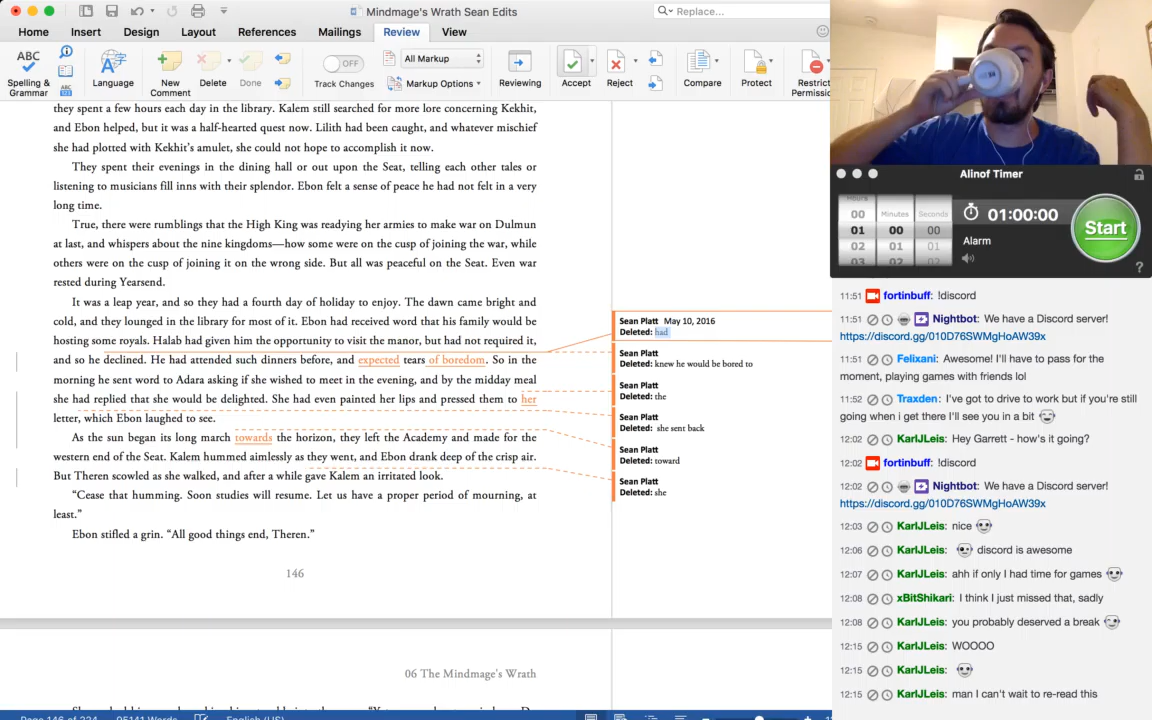 Mindmage's Wrath Sean Edits
Replace...
Home Insert Design Layout References Mailings Review View
ABC
Spelling & Grammar
Language
New Comment
Delete
Done
OFF
Track Changes
All Markup
Markup Options
Reviewing
Accept
Reject
Compare
Protect
Restrict Permission
they spent a few hours each day in the library. Kalem still searched for more lore concerning Kekhit,
and Ebon helped, but it was a half-hearted quest now. Lilith had been caught, and whatever mischief
she had plotted with Kekhit's amulet, she could not hope to accomplish it now.
They spent their evenings in the dining hall or out upon the Seat, telling each other tales or
listening to musicians fill inns with their splendor. Ebon felt a sense of peace he had not felt in a very
long time.
True, there were rumblings that the High King was readying her armies to make war on Dulmun
at last, and whispers about the nine kingdoms—how some were on the cusp of joining the war, while
others were on the cusp of joining it on the wrong side. But all was peaceful on the Seat. Even war
rested during Yearsend.
It was a leap year, and so they had a fourth day of holiday to enjoy. The dawn came bright and
cold, and they lounged in the library for most of it. Ebon had received word that his family would be
hosting some royals. Halab had given him the opportunity to visit the manor, but had not required it,
and so he declined. He had attended such dinners before, and expected tears of boredom. So in the
morning he sent word to Adara asking if she wished to meet in the evening, and by the midday meal
she had replied that she would be delighted. She had even painted her lips and pressed them to her
letter, which Ebon laughed to see.
As the sun began its long march towards the horizon, they left the Academy and made for the
western end of the Seat. Kalem hummed aimlessly as they went, and Ebon drank deep of the crisp air.
But Theren scowled as she walked, and after a while gave Kalem an irritated look.
“Cease that humming. Soon studies will resume. Let us have a proper period of mourning, at
least.”
Ebon stifled a grin. “All good things end, Theren.”
146
06 The Mindmage's Wrath
Sean Platt May 10, 2016
Deleted: had
Sean Platt
Deleted: knew he would be bored to
Sean Platt
Deleted: the
Sean Platt
Deleted: she sent back
Sean Platt
Deleted: toward
Sean Platt
Deleted: she
Page 146 of 224 95141 Words English (US)
Alinof Timer
Hours Minutes Seconds
00
01 00 00
02 01 01
03 02 02
01:00:00
Alarm
Start
?
11:51 fortinbuff: !discord
11:51 Nightbot: We have a Discord server!
https://discord.gg/010D76SWMgHoAW39x
11:51 Felixani: Awesome! I'll have to pass for the
moment, playing games with friends lol
11:52 Traxden: I've got to drive to work but if you're still
going when i get there I'll see you in a bit
12:02 KarlJLeis: Hey Garrett - how's it going?
12:02 fortinbuff: !discord
12:02 Nightbot: We have a Discord server!
https://discord.gg/010D76SWMgHoAW39x
12:03 KarlJLeis: nice
12:06 KarlJLeis: discord is awesome
12:07 KarlJLeis: ahh if only I had time for games
12:08 xBitShikari: I think I just missed that, sadly
12:08 KarlJLeis: you probably deserved a break
12:15 KarlJLeis: WOOOO
12:15 KarlJLeis:
12:15 KarlJLeis: man I can't wait to re-read this